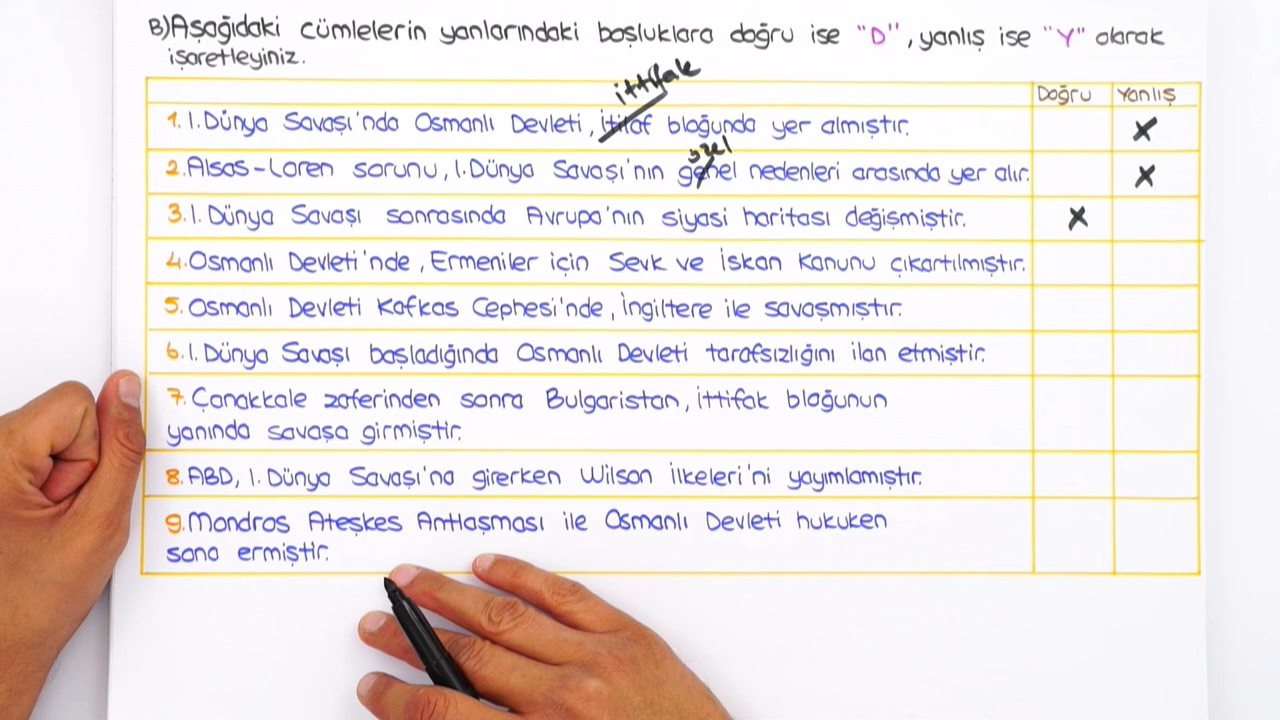 B) Aşağıdaki cümlelerin yanlarındaki boşluklara doğru ise "D", yanlış ise "Y" olarak
işaretleyiniz.
Doğru Yanlış
ittifak
1. I. Dünya Savaşı'nda Osmanlı Devleti, İtilaf bloğunda yer almıştır. X
özel
2. Alsas-Loren sorunu, I. Dünya Savaşı'nın genel nedenleri arasında yer alır. X
3. I. Dünya Savaşı sonrasında Avrupa'nın siyasi haritası değişmiştir. X
4. Osmanlı Devleti'nde, Ermeniler için Sevk ve İskan Kanunu çıkartılmıştır.
5. Osmanlı Devleti Kafkas Cephesi'nde, İngiltere ile savaşmıştır.
6. I. Dünya Savaşı başladığında Osmanlı Devleti tarafsızlığını ilan etmiştir.
7. Çanakkale zaferinden sonra Bulgaristan, İttifak bloğunun
yanında savaşa girmiştir.
8. ABD, I. Dünya Savaşı'na girerken Wilson İlkeleri'ni yayımlamıştır.
9. Mondros Ateşkes Antlaşması ile Osmanlı Devleti hukuken
sona ermiştir.